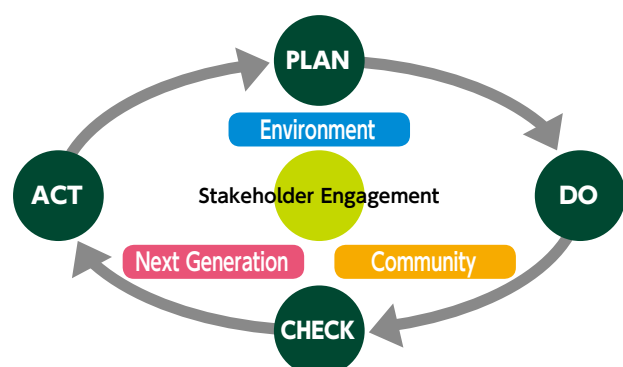 PLAN
Environment
ACT
Stakeholder Engagement
DO
Next Generation
Community
CHECK